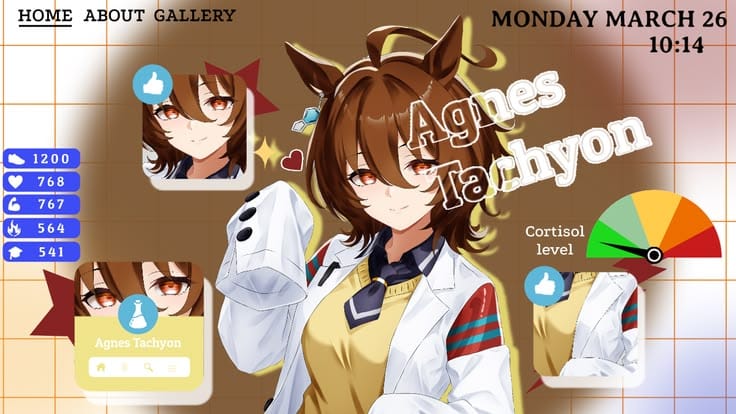 HOME ABOUT GALLERY
MONDAY MARCH 26
10:14
Agnes
Tachyon
1200
768
767
564
541
Cortisol
level
Agnes Tachyon